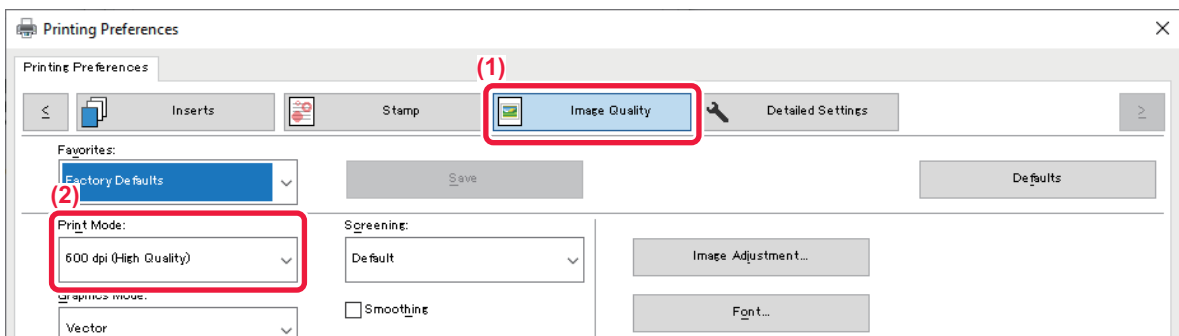 Printing Preferences
Printing Preferences
(1)
< Inserts Stamp Image Quality Detailed Settings >
Favorites:
Factory Defaults Save Defaults
(2)
Print Mode: Screening:
600 dpi (High Quality) Default Image Adjustment...
Graphics Mode: Smoothing Font...
Vector